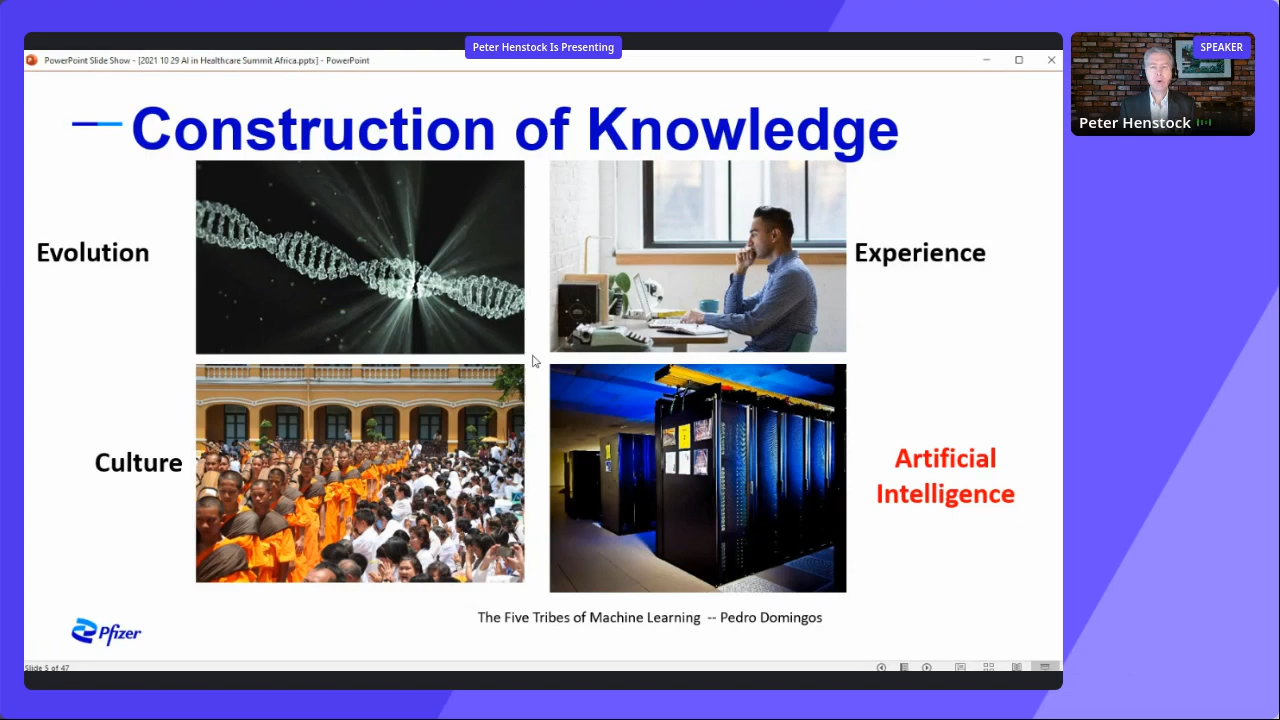 Peter Henstock Is Presenting
SPEAKER
PowerPoint Slide Show - [2021 10 29 AI in Healthcare Summit Africa.pptx] - PowerPoint
Peter Henstock
Construction of Knowledge
Evolution
Experience
Culture
Artificial
Intelligence
The Five Tribes of Machine Learning -- Pedro Domingos
Pfizer
Slide 5 of 47